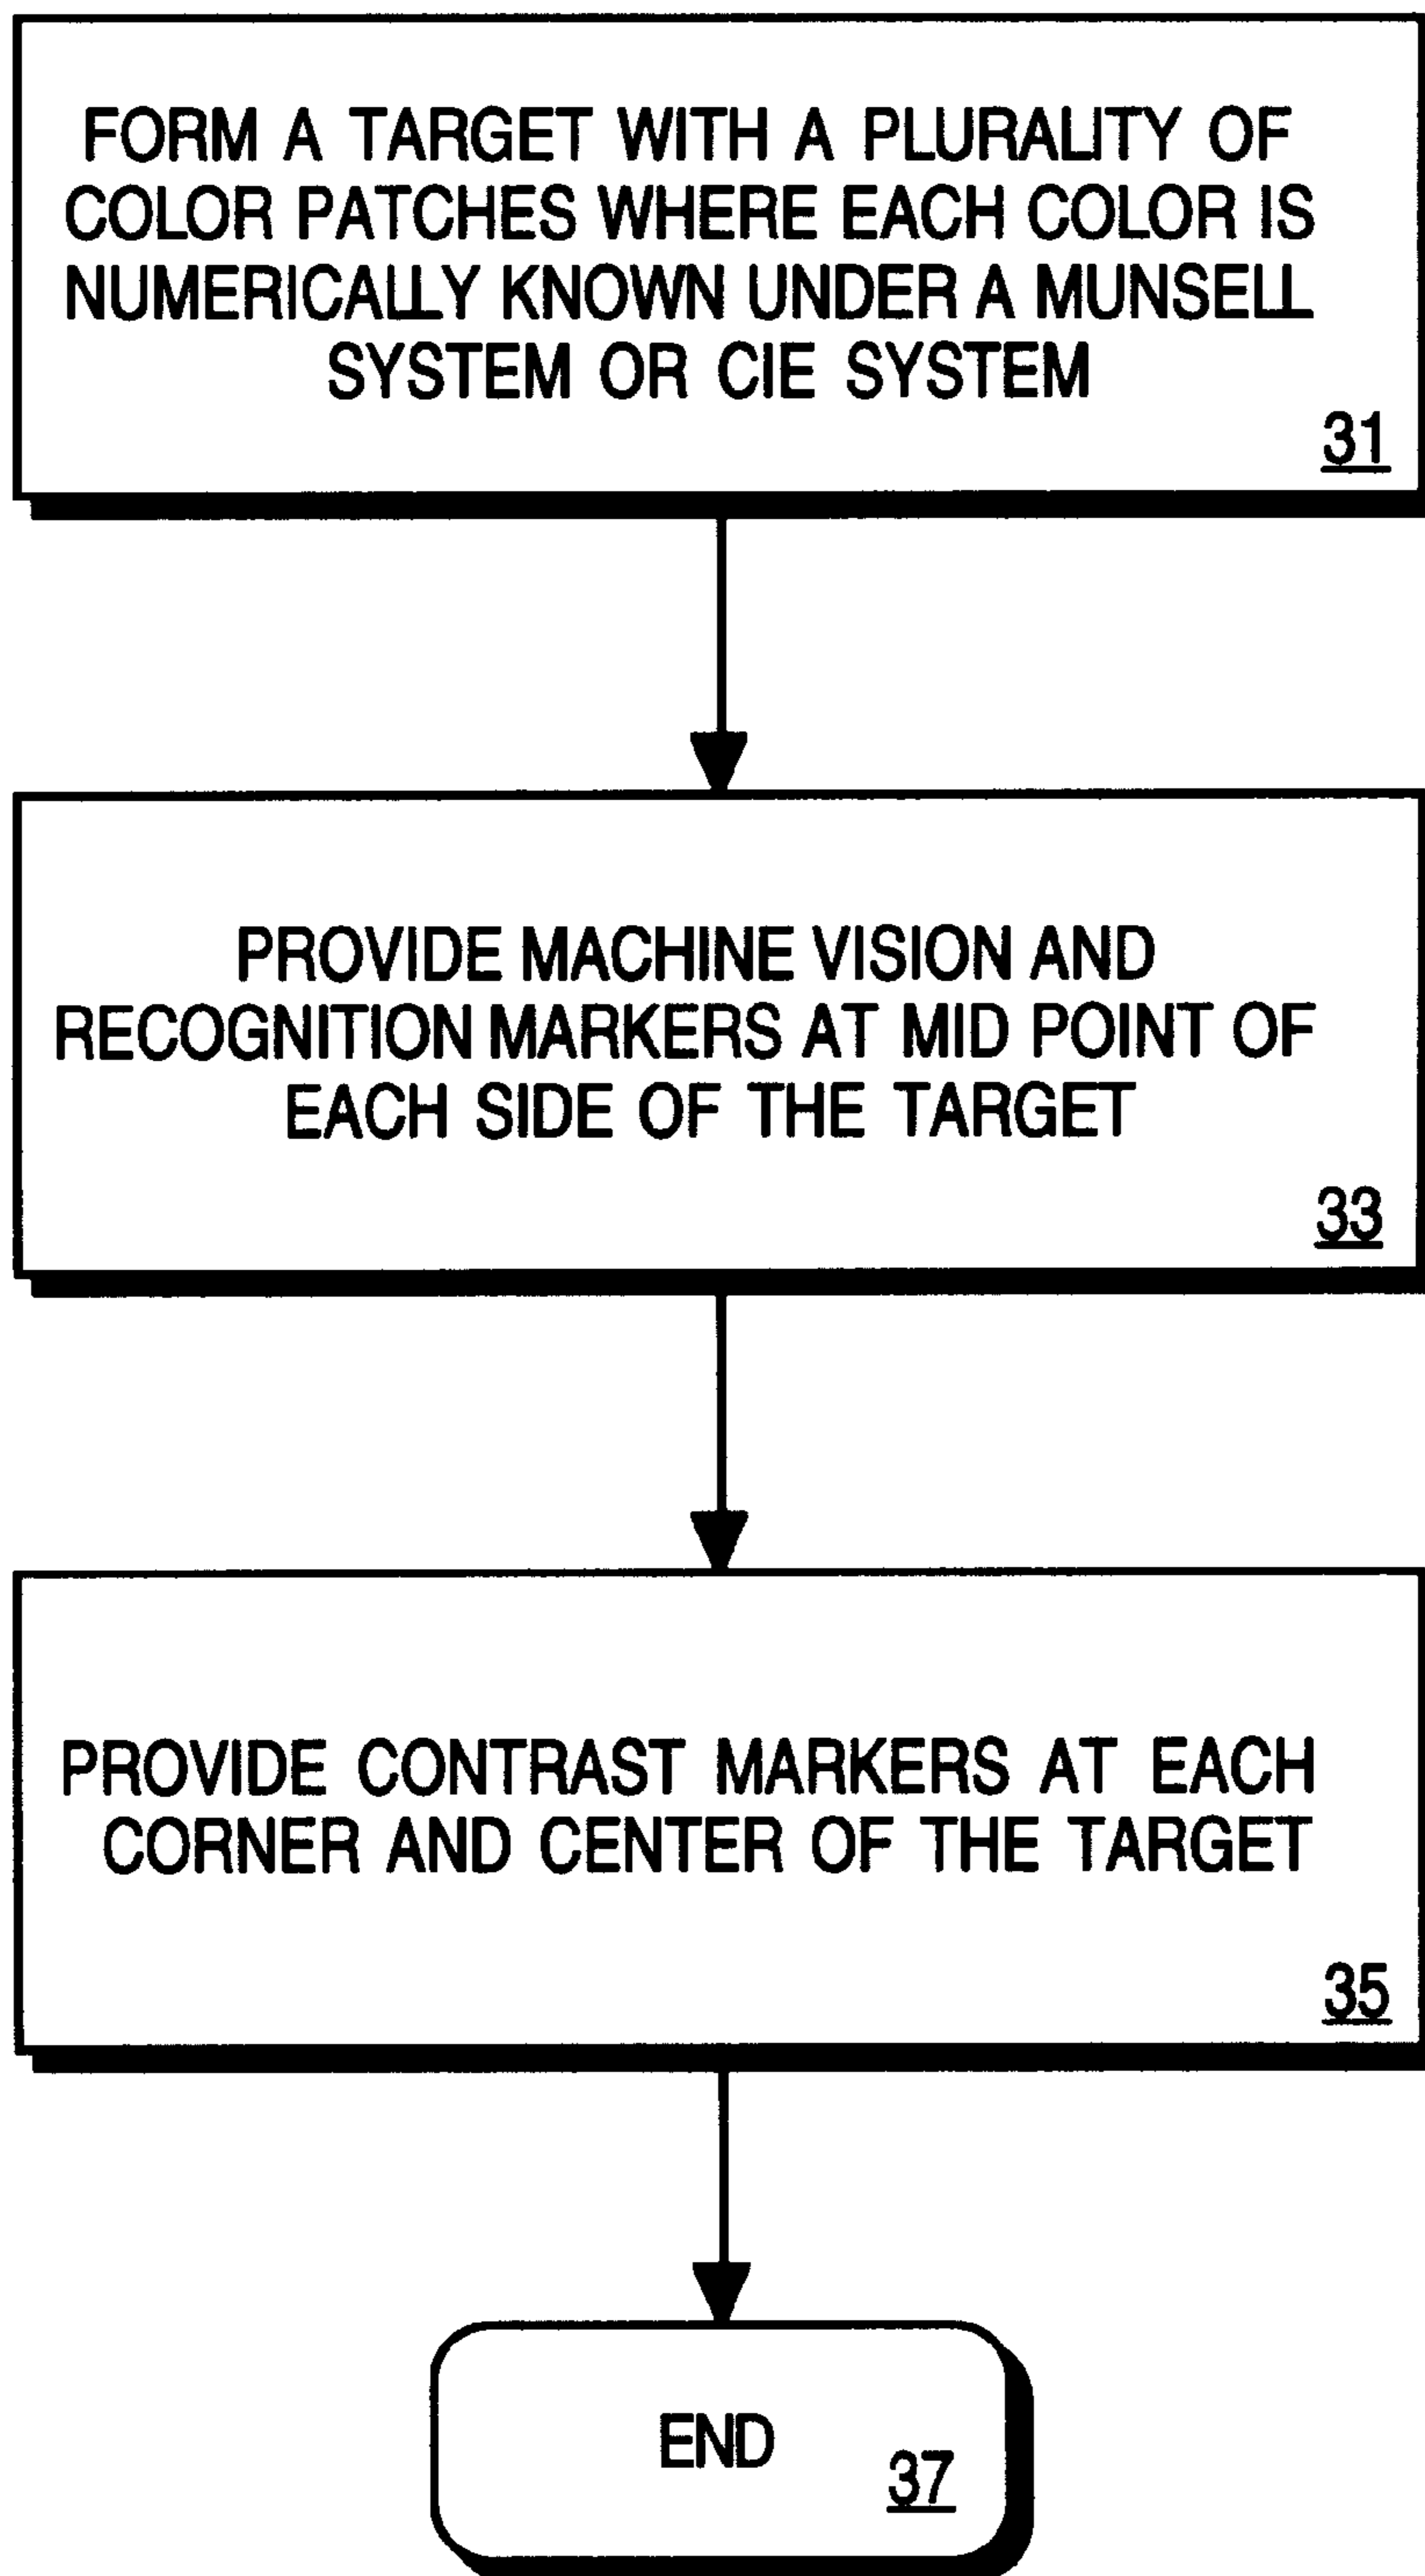 FORM A TARGET WITH A PLURALITY OF
COLOR PATCHES WHERE EACH COLOR IS
NUMERICALLY KNOWN UNDER A MUNSELL
SYSTEM OR CIE SYSTEM
31
PROVIDE MACHINE VISION AND
RECOGNITION MARKERS AT MID POINT OF
EACH SIDE OF THE TARGET
33
PROVIDE CONTRAST MARKERS AT EACH
CORNER AND CENTER OF THE TARGET
35
END
37